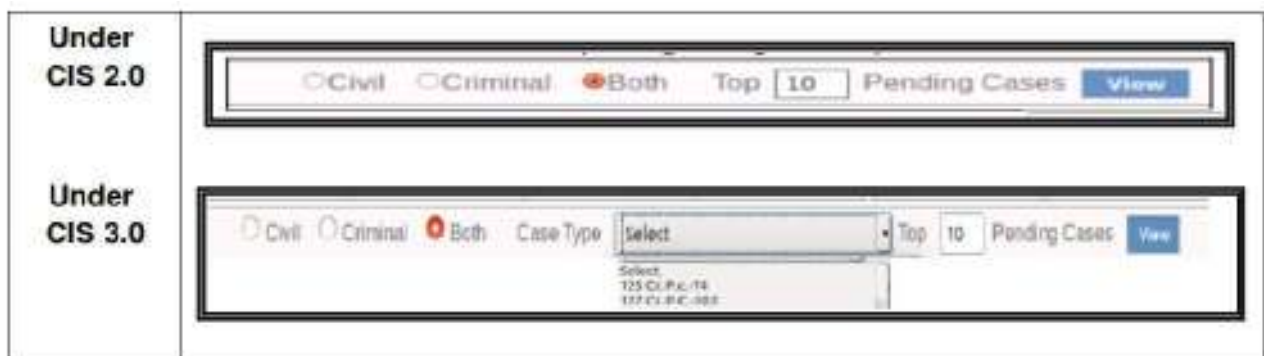 Under
CIS 2.0
Civil Criminal Both Top 10 Pending Cases View
Under
CIS 3.0
Civil Criminal Both Case Type Select Top 10 Pending Cases View
Select
125 Cr.P.c.-74